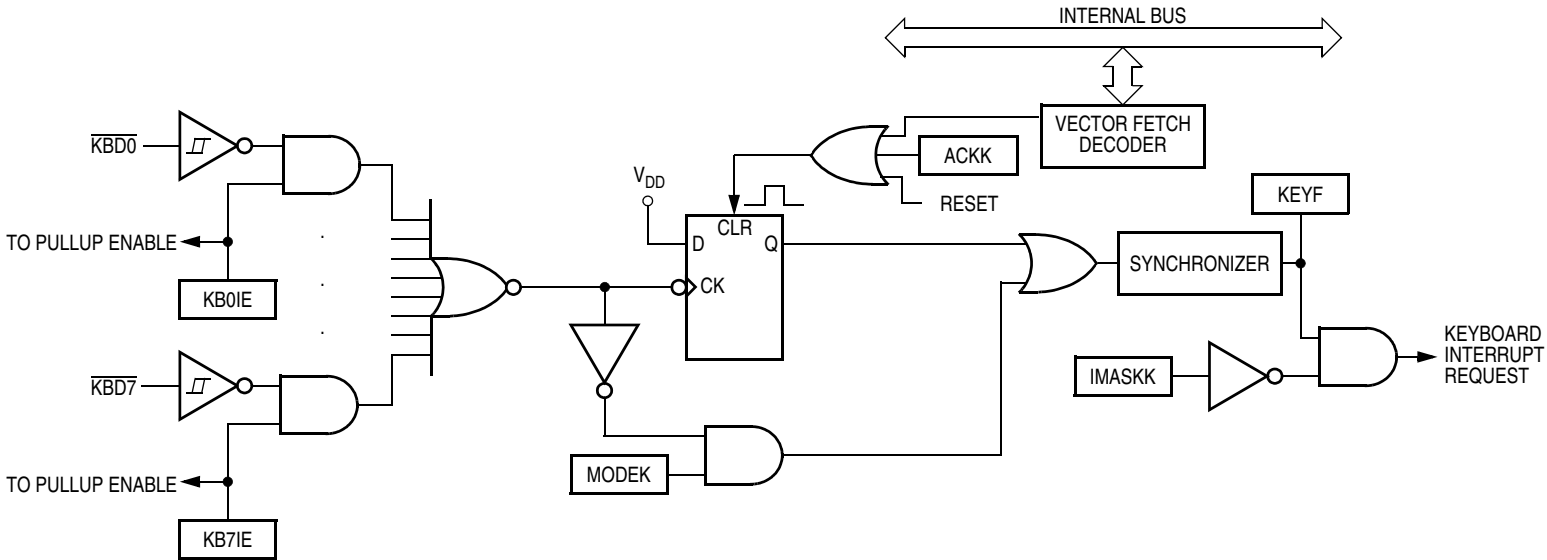 INTERNAL BUS
VECTOR FETCH
DECODER
ACKK
RESET
KBD0
TO PULLUP ENABLE
KB0IE
.
.
.
KBD7
TO PULLUP ENABLE
KB7IE
VDD
CLR
D
Q
CK
MODEK
SYNCHRONIZER
KEYF
IMASKK
KEYBOARD
INTERRUPT
REQUEST